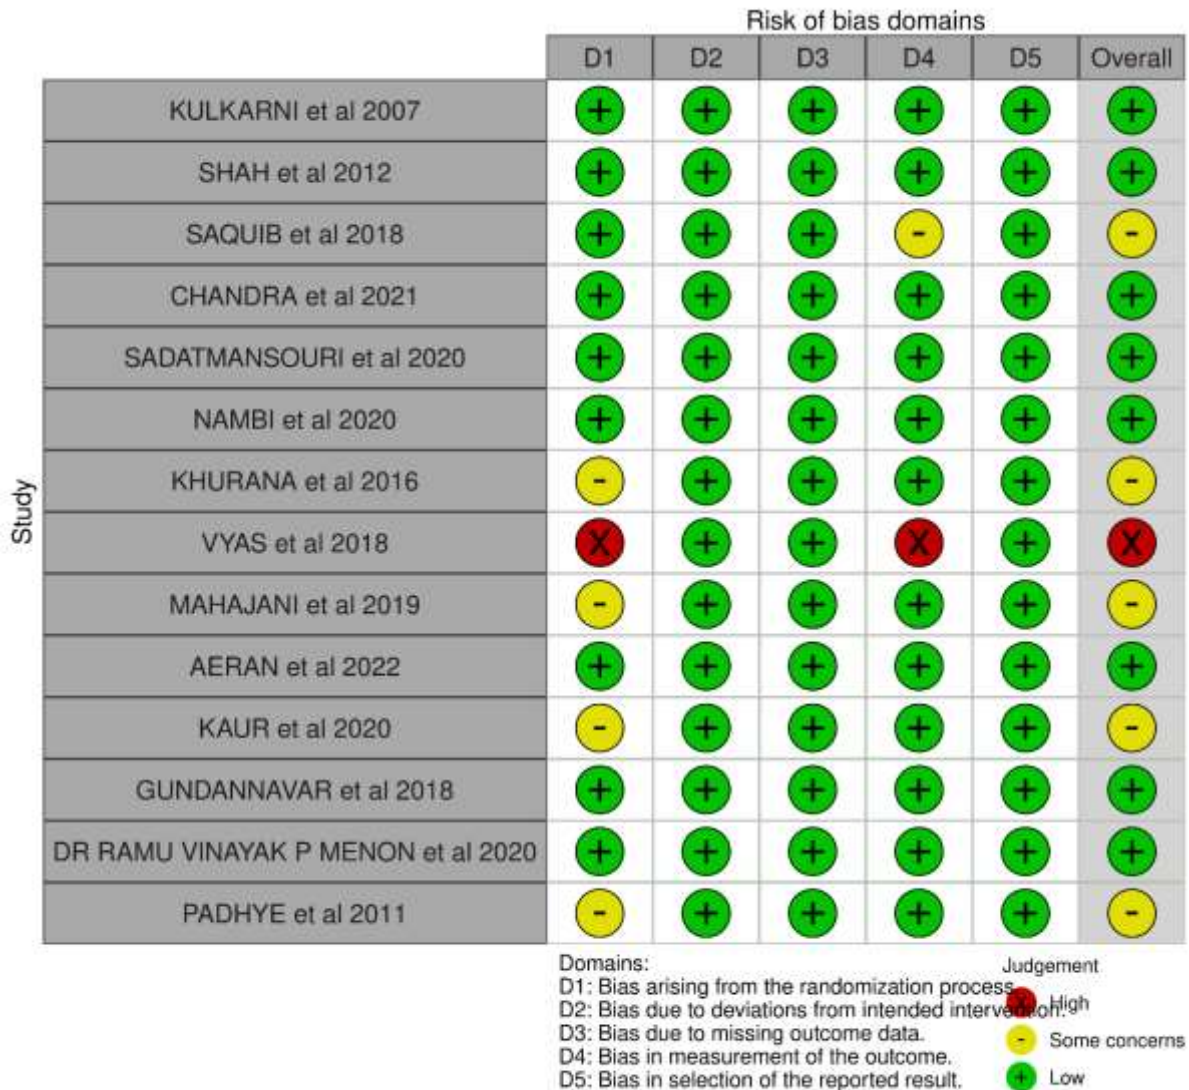 Risk of bias domains
D1 D2 D3 D4 D5 Overall
Study
KULKARNI et al 2007 + + + + + +
SHAH et al 2012 + + + + + +
SAQUIB et al 2018 + + + - + -
CHANDRA et al 2021 + + + + + +
SADATMANSOURI et al 2020 + + + + + +
NAMBI et al 2020 + + + + + +
KHURANA et al 2016 - + + + + -
VYAS et al 2018 X + + X + X
MAHAJANI et al 2019 - + + + + -
AERAN et al 2022 + + + + + +
KAUR et al 2020 - + + + + -
GUNDANNAVAR et al 2018 + + + + + +
DR RAMU VINAYAK P MENON et al 2020 + + + + + +
PADHYE et al 2011 - + + + + -
Domains:
D1: Bias arising from the randomization process.
D2: Bias due to deviations from intended intervention.
D3: Bias due to missing outcome data.
D4: Bias in measurement of the outcome.
D5: Bias in selection of the reported result.
Judgement
X High
- Some concerns
+ Low